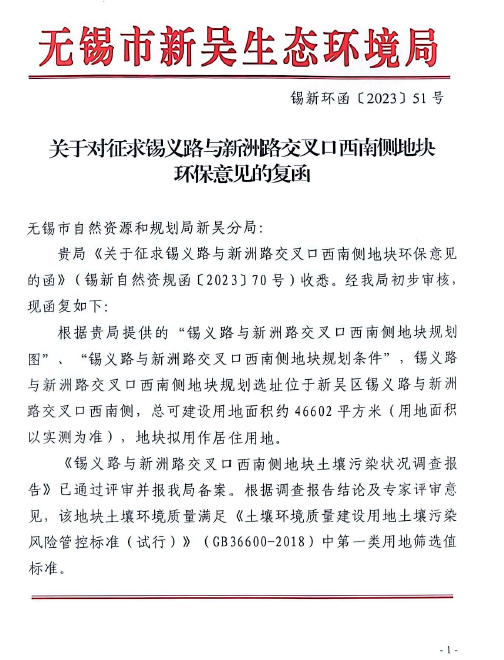 无锡市新吴生态环境局
锡新环函〔2023〕51号
关于对征求锡义路与新洲路交叉口西南侧地块
环保意见的复函
无锡市自然资源和规划局新吴分局：
贵局《关于征求锡义路与新洲路交叉口西南侧地块环保意见
的函》（锡新自然资规函〔2023〕70号）收悉。经我局初步审核，
现函复如下：
根据贵局提供的“锡义路与新洲路交叉口西南侧地块规划
图”、“锡义路与新洲路交叉口西南侧地块规划条件”，锡义路
与新洲路交叉口西南侧地块规划选址位于新吴区锡义路与新洲
路交叉口西南侧，总可建设用地面积约46602平方米（用地面积
以实测为准），地块拟用作居住用地。
《锡义路与新洲路交叉口西南侧地块土壤污染状况调查报
告》已通过评审并报我局备案。根据调查报告结论及专家评审意
见，该地块土壤环境质量满足《土壤环境质量建设用地土壤污染
风险管控标准（试行）》（GB36600-2018）中第一类用地筛选值
标准。
- 1 -